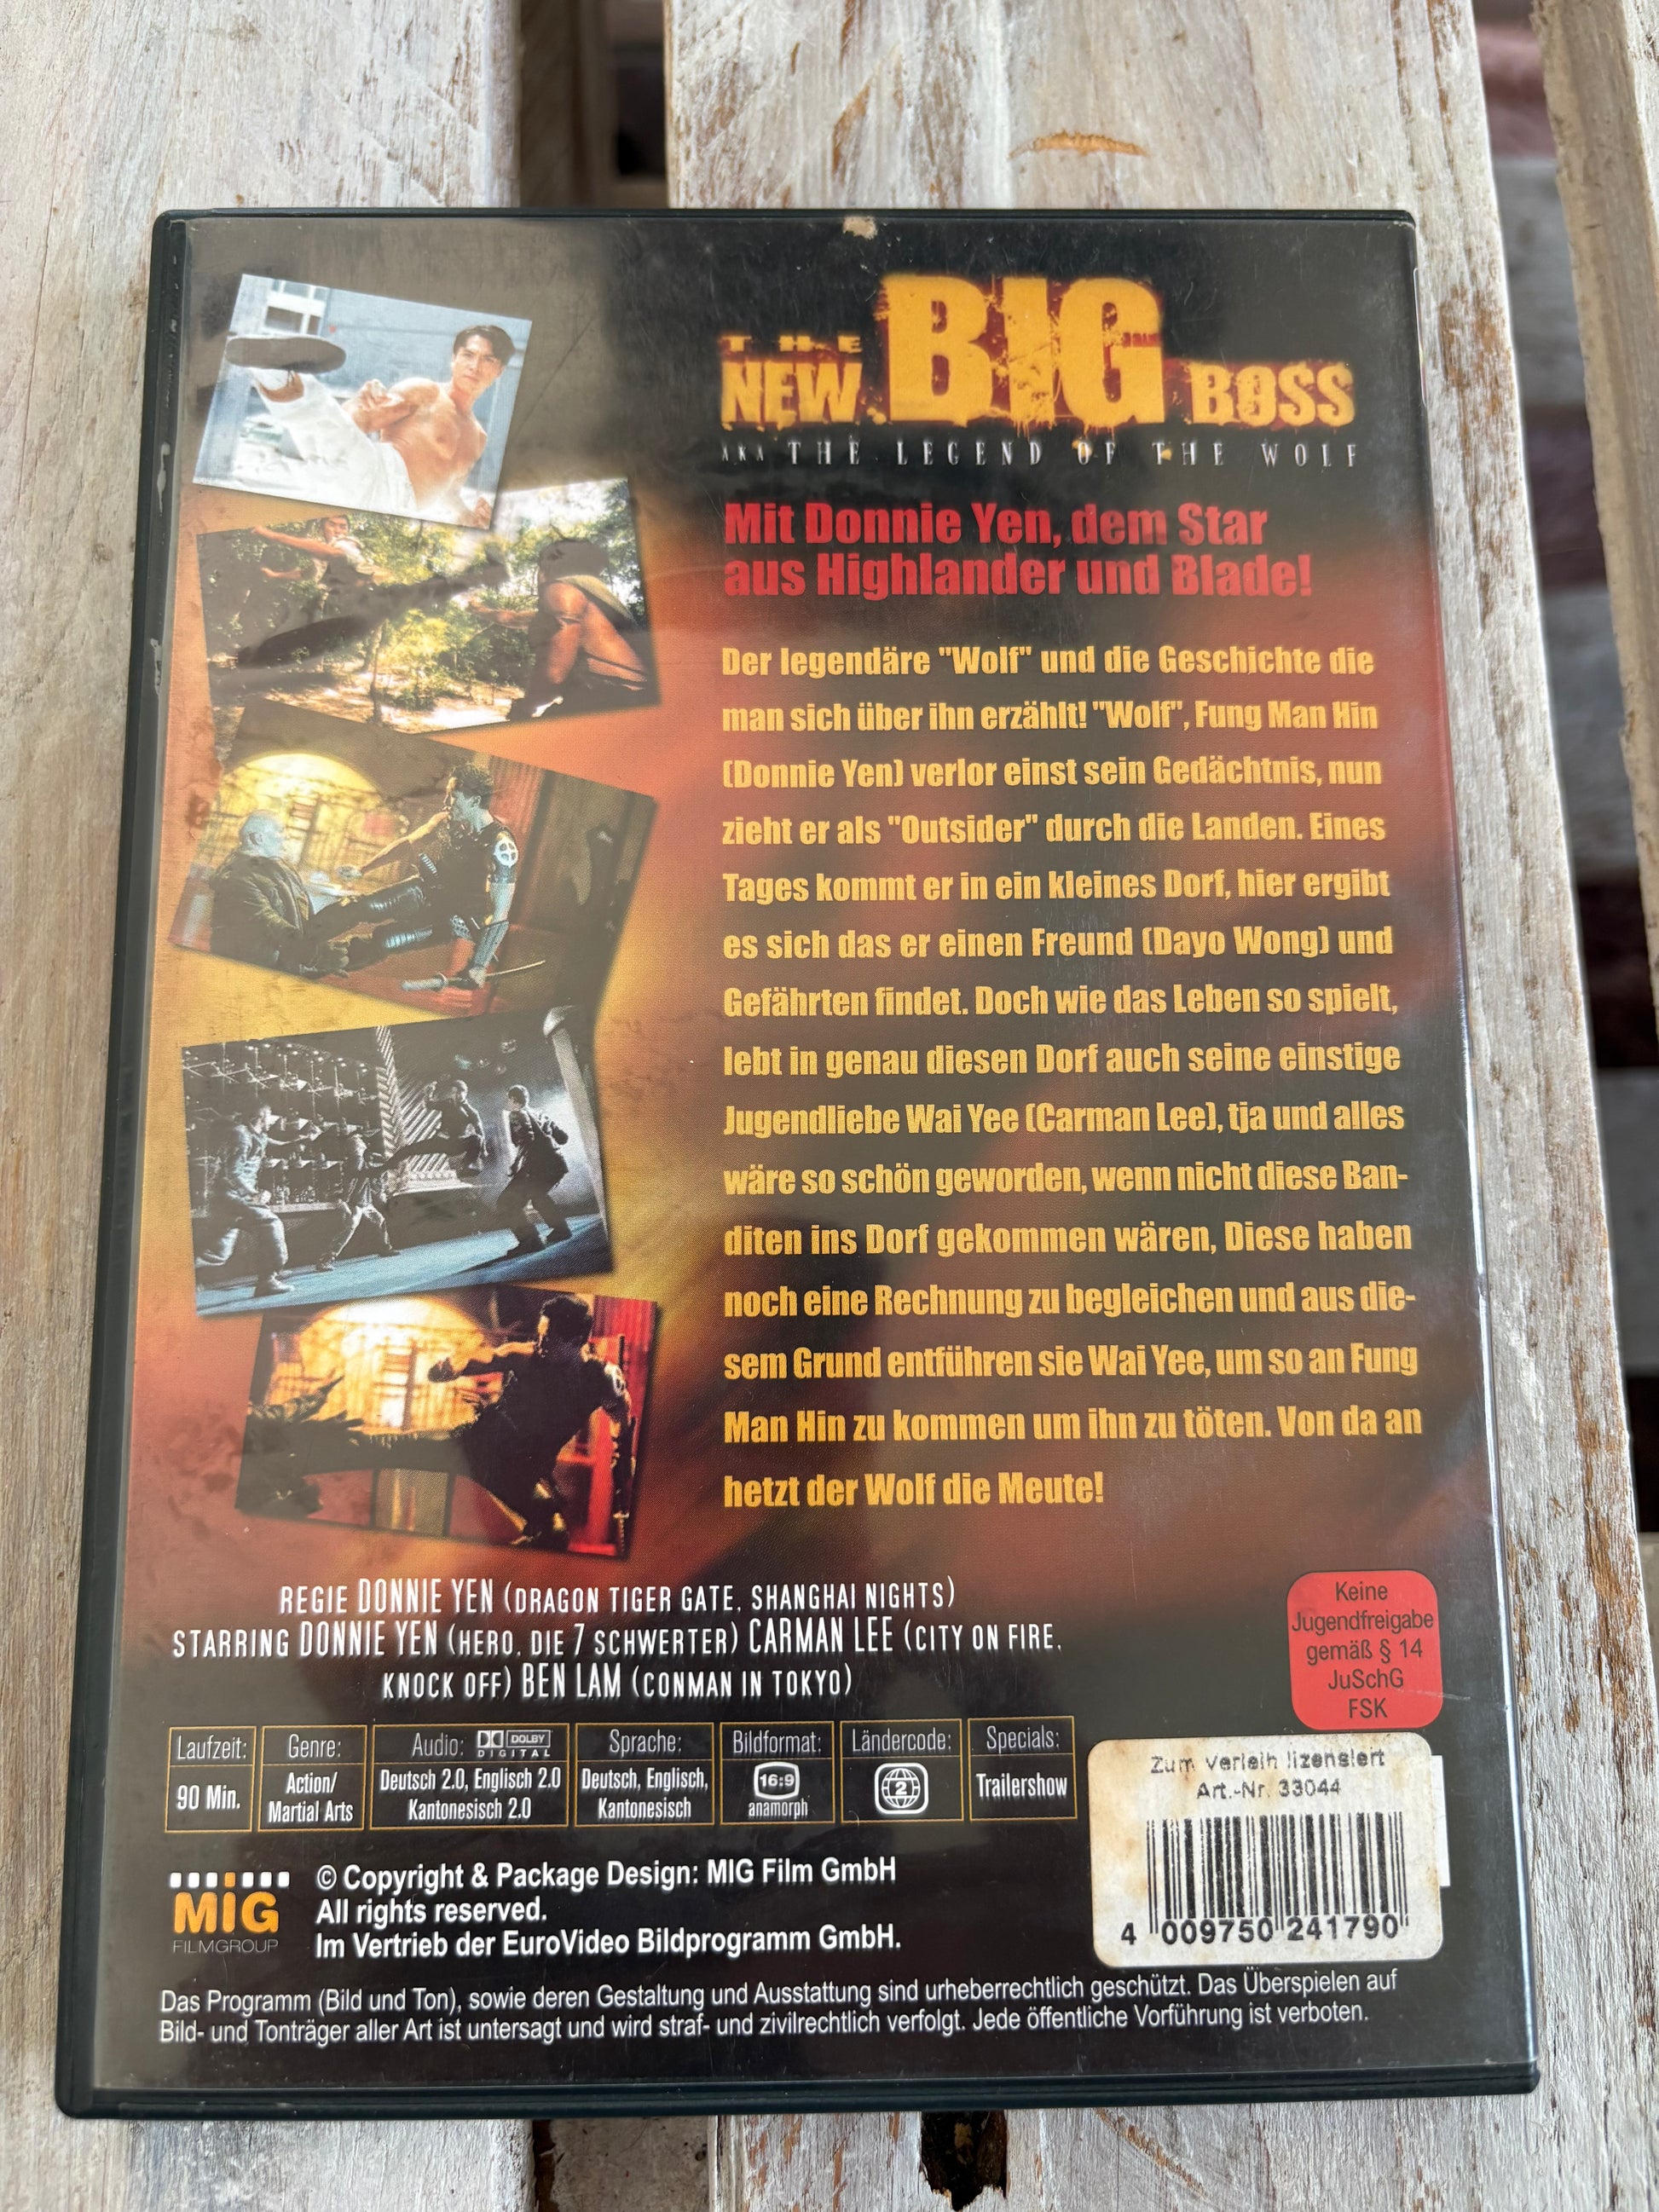 THE
NEW BIG BOSS
AKA THE LEGEND OF THE WOLF
Mit Donnie Yen, dem Star
aus Highlander und Blade!
Der legendäre "Wolf" und die Geschichte die
man sich über ihn erzählt! "Wolf", Fung Man Hin
(Donnie Yen) verlor einst sein Gedächtnis, nun
zieht er als "Outsider" durch die Landen. Eines
Tages kommt er in ein kleines Dorf, hier ergibt
es sich das er einen Freund (Dayo Wong) und
Gefährten findet. Doch wie das Leben so spielt,
lebt in genau diesen Dorf auch seine einstige
Jugendliebe Wai Yee (Carman Lee), tja und alles
wäre so schön geworden, wenn nicht diese Ban-
diten ins Dorf gekommen wären, Diese haben
noch eine Rechnung zu begleichen und aus die-
sem Grund entführen sie Wai Yee, um so an Fung
Man Hin zu kommen um ihn zu töten. Von da an
hetzt der Wolf die Meute!
REGIE DONNIE YEN (DRAGON TIGER GATE, SHANGHAI NIGHTS)
STARRING DONNIE YEN (HERO, DIE 7 SCHWERTER) CARMAN LEE (CITY ON FIRE,
KNOCK OFF) BEN LAM (CONMAN IN TOKYO)
Keine
Jugendfreigabe
gemäß § 14
JuSchG
FSK
Laufzeit:
90 Min.
Genre:
Action/
Martial Arts
Audio: DOLBY DIGITAL
Deutsch 2.0, Englisch 2.0
Kantonesisch 2.0
Sprache:
Deutsch, Englisch,
Kantonesisch
Bildformat:
16:9
anamorph
Ländercode:
2
Specials:
Trailershow
Zum Verleih lizensiert
Art.-Nr. 33044
4 009750 241790
MiG
FILMGROUP
© Copyright & Package Design: MIG Film GmbH
All rights reserved.
Im Vertrieb der EuroVideo Bildprogramm GmbH.
Das Programm (Bild und Ton), sowie deren Gestaltung und Ausstattung sind urheberrechtlich geschützt. Das Überspielen auf
Bild- und Tonträger aller Art ist untersagt und wird straf- und zivilrechtlich verfolgt. Jede öffentliche Vorführung ist verboten.